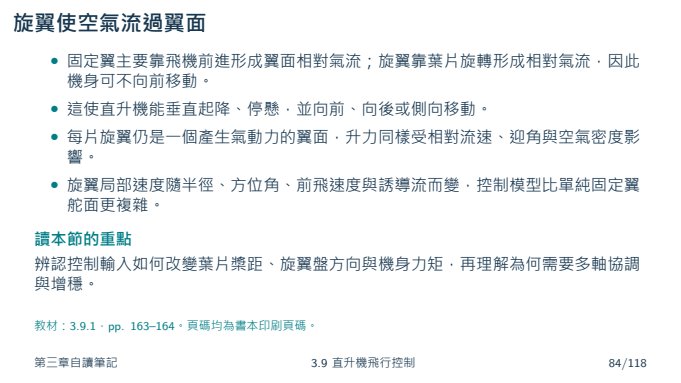 旋翼使空氣流過翼面
• 固定翼主要靠飛機前進形成翼面相對氣流；旋翼靠葉片旋轉形成相對氣流，因此
機身可不向前移動。
• 這使直升機能垂直起降、停懸，並向前、向後或側向移動。
• 每片旋翼仍是一個產生氣動力的翼面，升力同樣受相對流速、迎角與空氣密度影
響。
• 旋翼局部速度隨半徑、方位角、前飛速度與誘導流而變，控制模型比單純固定翼
舵面更複雜。
讀本節的重點
辨認控制輸入如何改變葉片槳距、旋翼盤方向與機身力矩，再理解為何需要多軸協調
與增穩。
教材：3.9.1，pp. 163–164。頁碼均為書本印刷頁碼。
第三章自讀筆記 3.9 直升機飛行控制 84/118